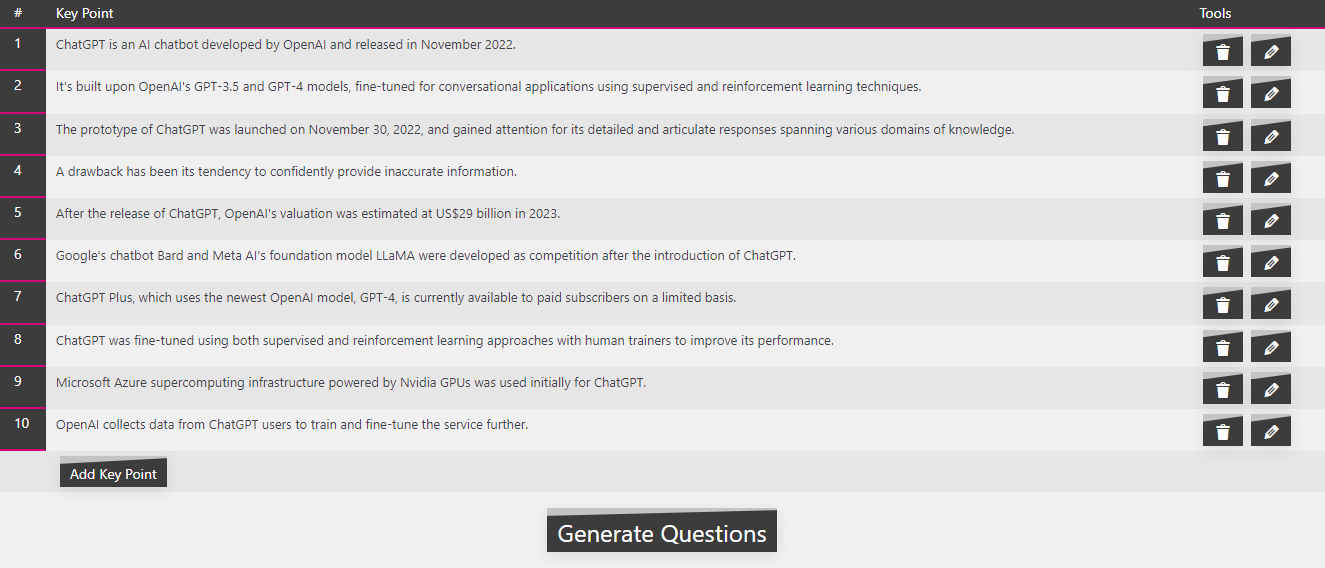 # Key Point Tools
1 ChatGPT is an AI chatbot developed by OpenAI and released in November 2022.
2 It's built upon OpenAI's GPT-3.5 and GPT-4 models, fine-tuned for conversational applications using supervised and reinforcement learning techniques.
3 The prototype of ChatGPT was launched on November 30, 2022, and gained attention for its detailed and articulate responses spanning various domains of knowledge.
4 A drawback has been its tendency to confidently provide inaccurate information.
5 After the release of ChatGPT, OpenAI's valuation was estimated at US$29 billion in 2023.
6 Google's chatbot Bard and Meta AI's foundation model LLaMA were developed as competition after the introduction of ChatGPT.
7 ChatGPT Plus, which uses the newest OpenAI model, GPT-4, is currently available to paid subscribers on a limited basis.
8 ChatGPT was fine-tuned using both supervised and reinforcement learning approaches with human trainers to improve its performance.
9 Microsoft Azure supercomputing infrastructure powered by Nvidia GPUs was used initially for ChatGPT.
10 OpenAI collects data from ChatGPT users to train and fine-tune the service further.
Add Key Point
Generate Questions